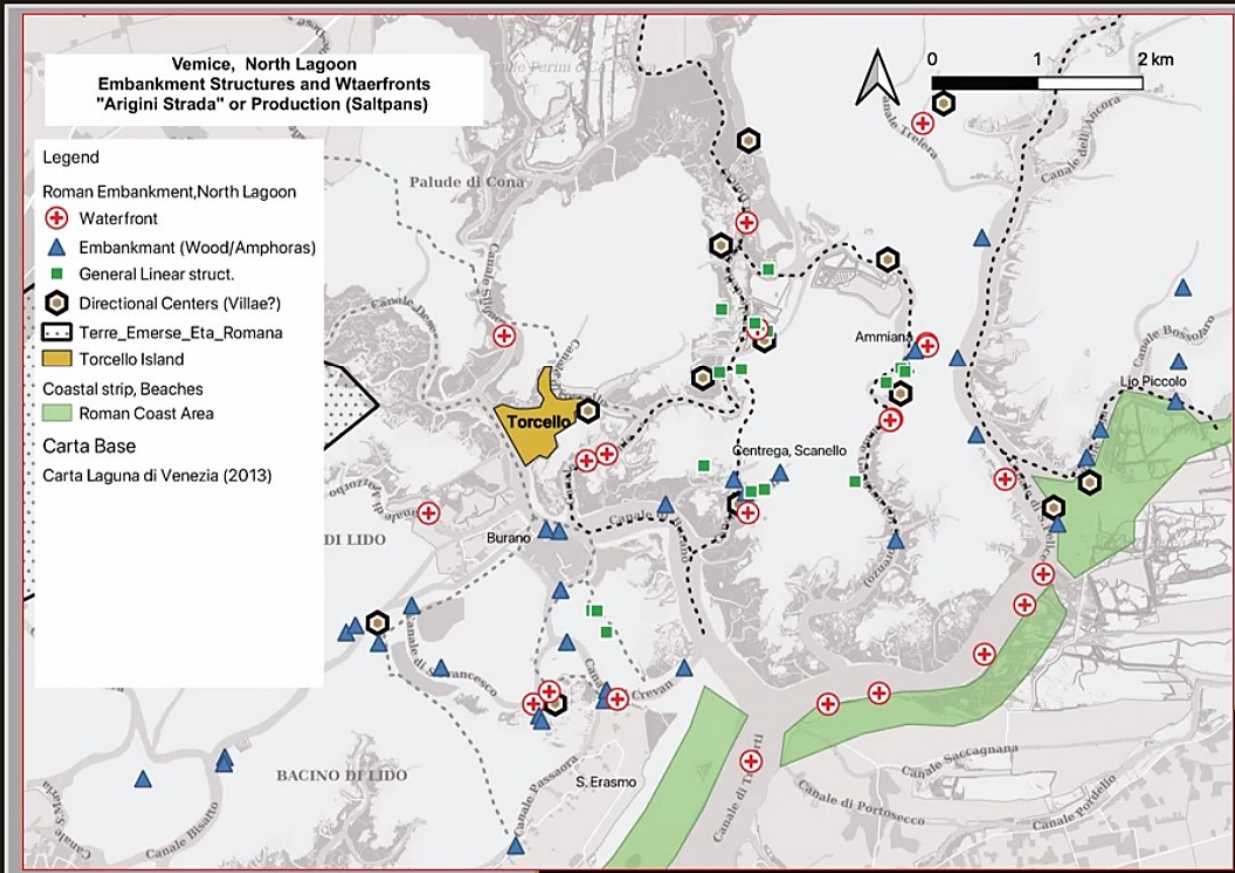 Vemice, North Lagoon
Embankment Structures and Wtaerfronts
"Arigini Strada" or Production (Saltpans)
0 1 2 km
Legend
Roman Embankment,North Lagoon
Waterfront
Embankmant (Wood/Amphoras)
General Linear struct.
Directional Centers (Villae?)
Terre_Emerse_Eta_Romana
Torcello Island
Coastal strip, Beaches
Roman Coast Area
Carta Base
Carta Laguna di Venezia (2013)
Canale dell'Ancora
Palude di Cona
Canale Bossolaro
Ammiana
Lio Piccolo
Torcello
Centrega, Scanello
Burano
DI LIDO
Crevan
BACINO DI LIDO
S. Erasmo
Canale Passaora
Canale Saccagnana
Canale di Portosecco
Canale Pordello
Canale Bisatto